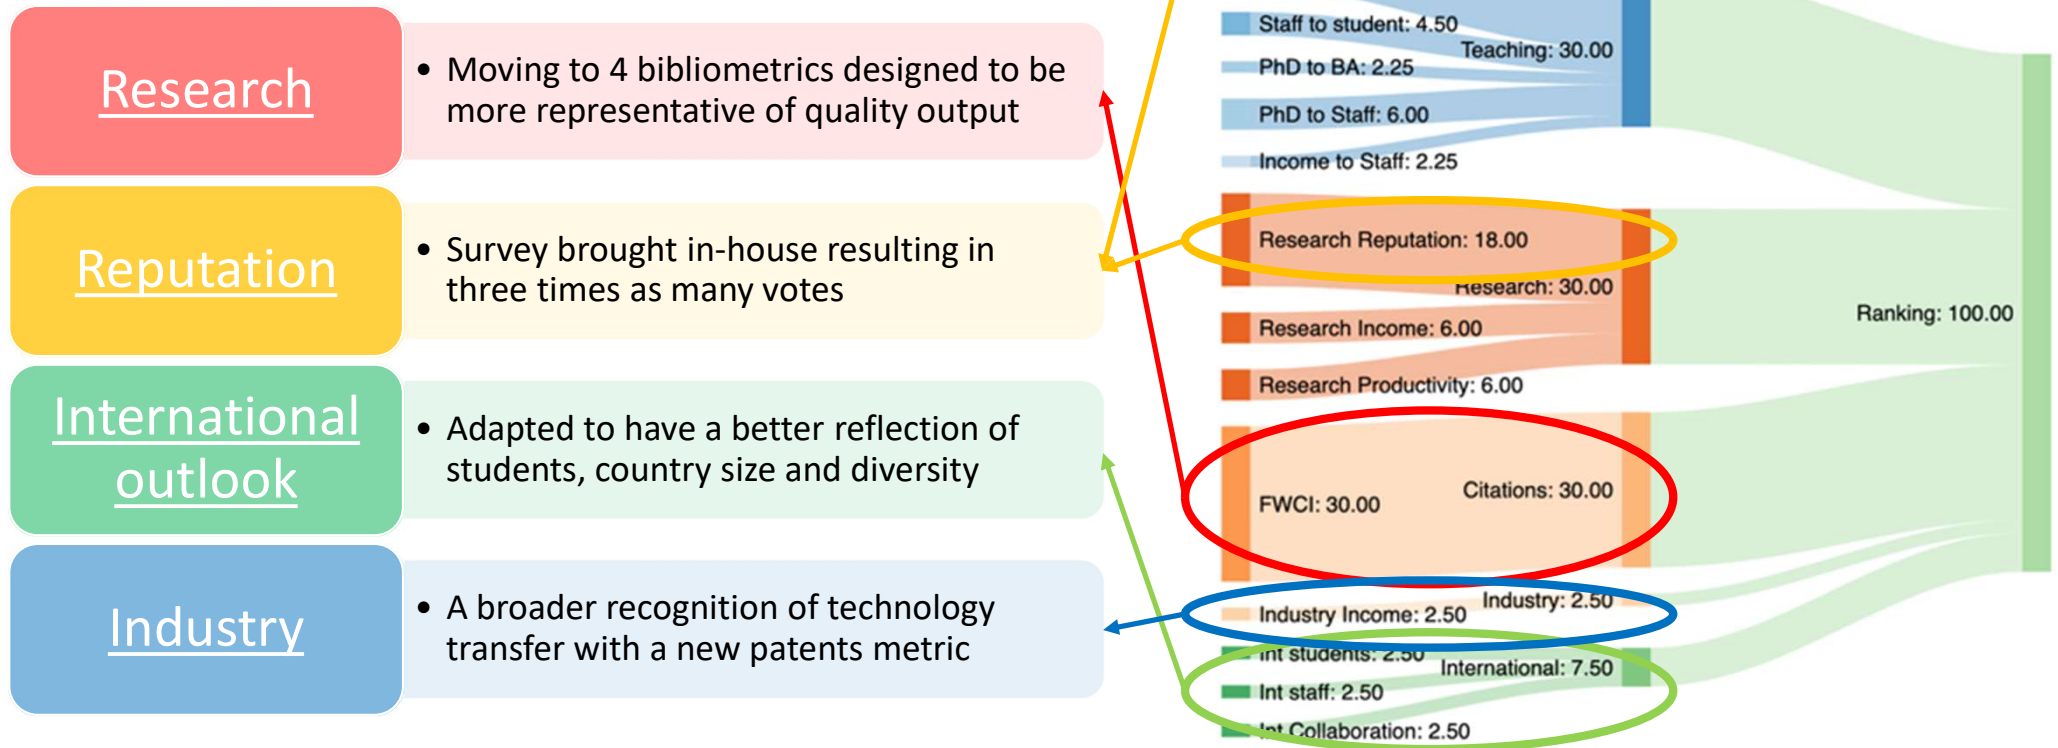 Research
• Moving to 4 bibliometrics designed to be
more representative of quality output
Reputation
• Survey brought in-house resulting in
three times as many votes
International
outlook
• Adapted to have a better reflection of
students, country size and diversity
Industry
• A broader recognition of technology
transfer with a new patents metric
Staff to student: 4.50
Teaching: 30.00
PhD to BA: 2.25
PhD to Staff: 6.00
Income to Staff: 2.25
Research Reputation: 18.00
Research: 30.00
Research Income: 6.00
Research Productivity: 6.00
Citations: 30.00
FWCI: 30.00
Industry: 2.50
Industry Income: 2.50
Int students: 2.50
International: 7.50
Int staff: 2.50
Int Collaboration: 2.50
Ranking: 100.00